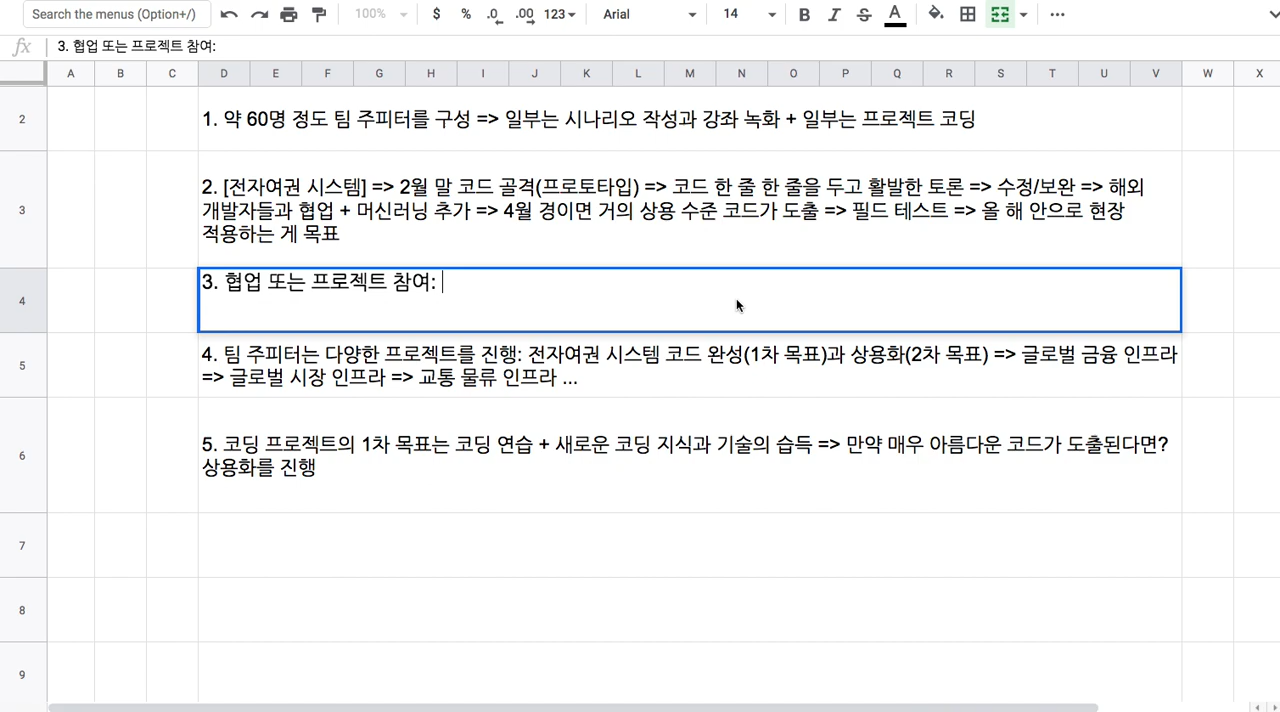 Search the menus (Option+/) 100% $ % .0 .00 123 Arial 14 B I S A
fx 3. 협업 또는 프로젝트 참여:
A B C D E F G H I J K L M N O P Q R S T U V W X
2 1. 약 60명 정도 팀 주피터를 구성 => 일부는 시나리오 작성과 강좌 녹화 + 일부는 프로젝트 코딩
3 2. [전자여권 시스템] => 2월 말 코드 골격(프로토타입) => 코드 한 줄 한 줄을 두고 활발한 토론 => 수정/보완 => 해외
개발자들과 협업 + 머신러닝 추가 => 4월 경이면 거의 상용 수준 코드가 도출 => 필드 테스트 => 올 해 안으로 현장
적용하는 게 목표
4 3. 협업 또는 프로젝트 참여:
5 4. 팀 주피터는 다양한 프로젝트를 진행: 전자여권 시스템 코드 완성(1차 목표)과 상용화(2차 목표) => 글로벌 금융 인프라
=> 글로벌 시장 인프라 => 교통 물류 인프라 ...
6 5. 코딩 프로젝트의 1차 목표는 코딩 연습 + 새로운 코딩 지식과 기술의 습득 => 만약 매우 아름다운 코드가 도출된다면?
상용화를 진행
7
8
9